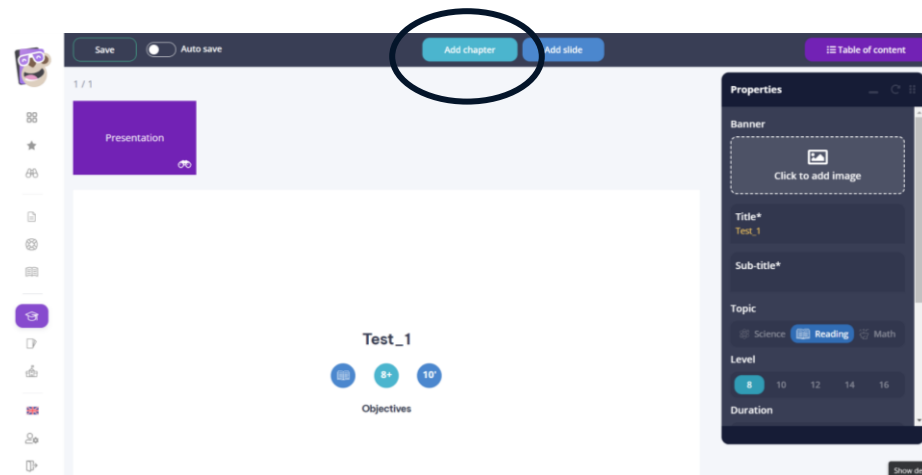 Save Auto save Add chapter Add slide Table of content
1 / 1
Presentation
Properties
Banner
Click to add image
Title*
Test_1
Sub-title*
Topic
Science Reading Math
Level
8 10 12 14 16
Duration
Test_1
8+ 10'
Objectives
Show de